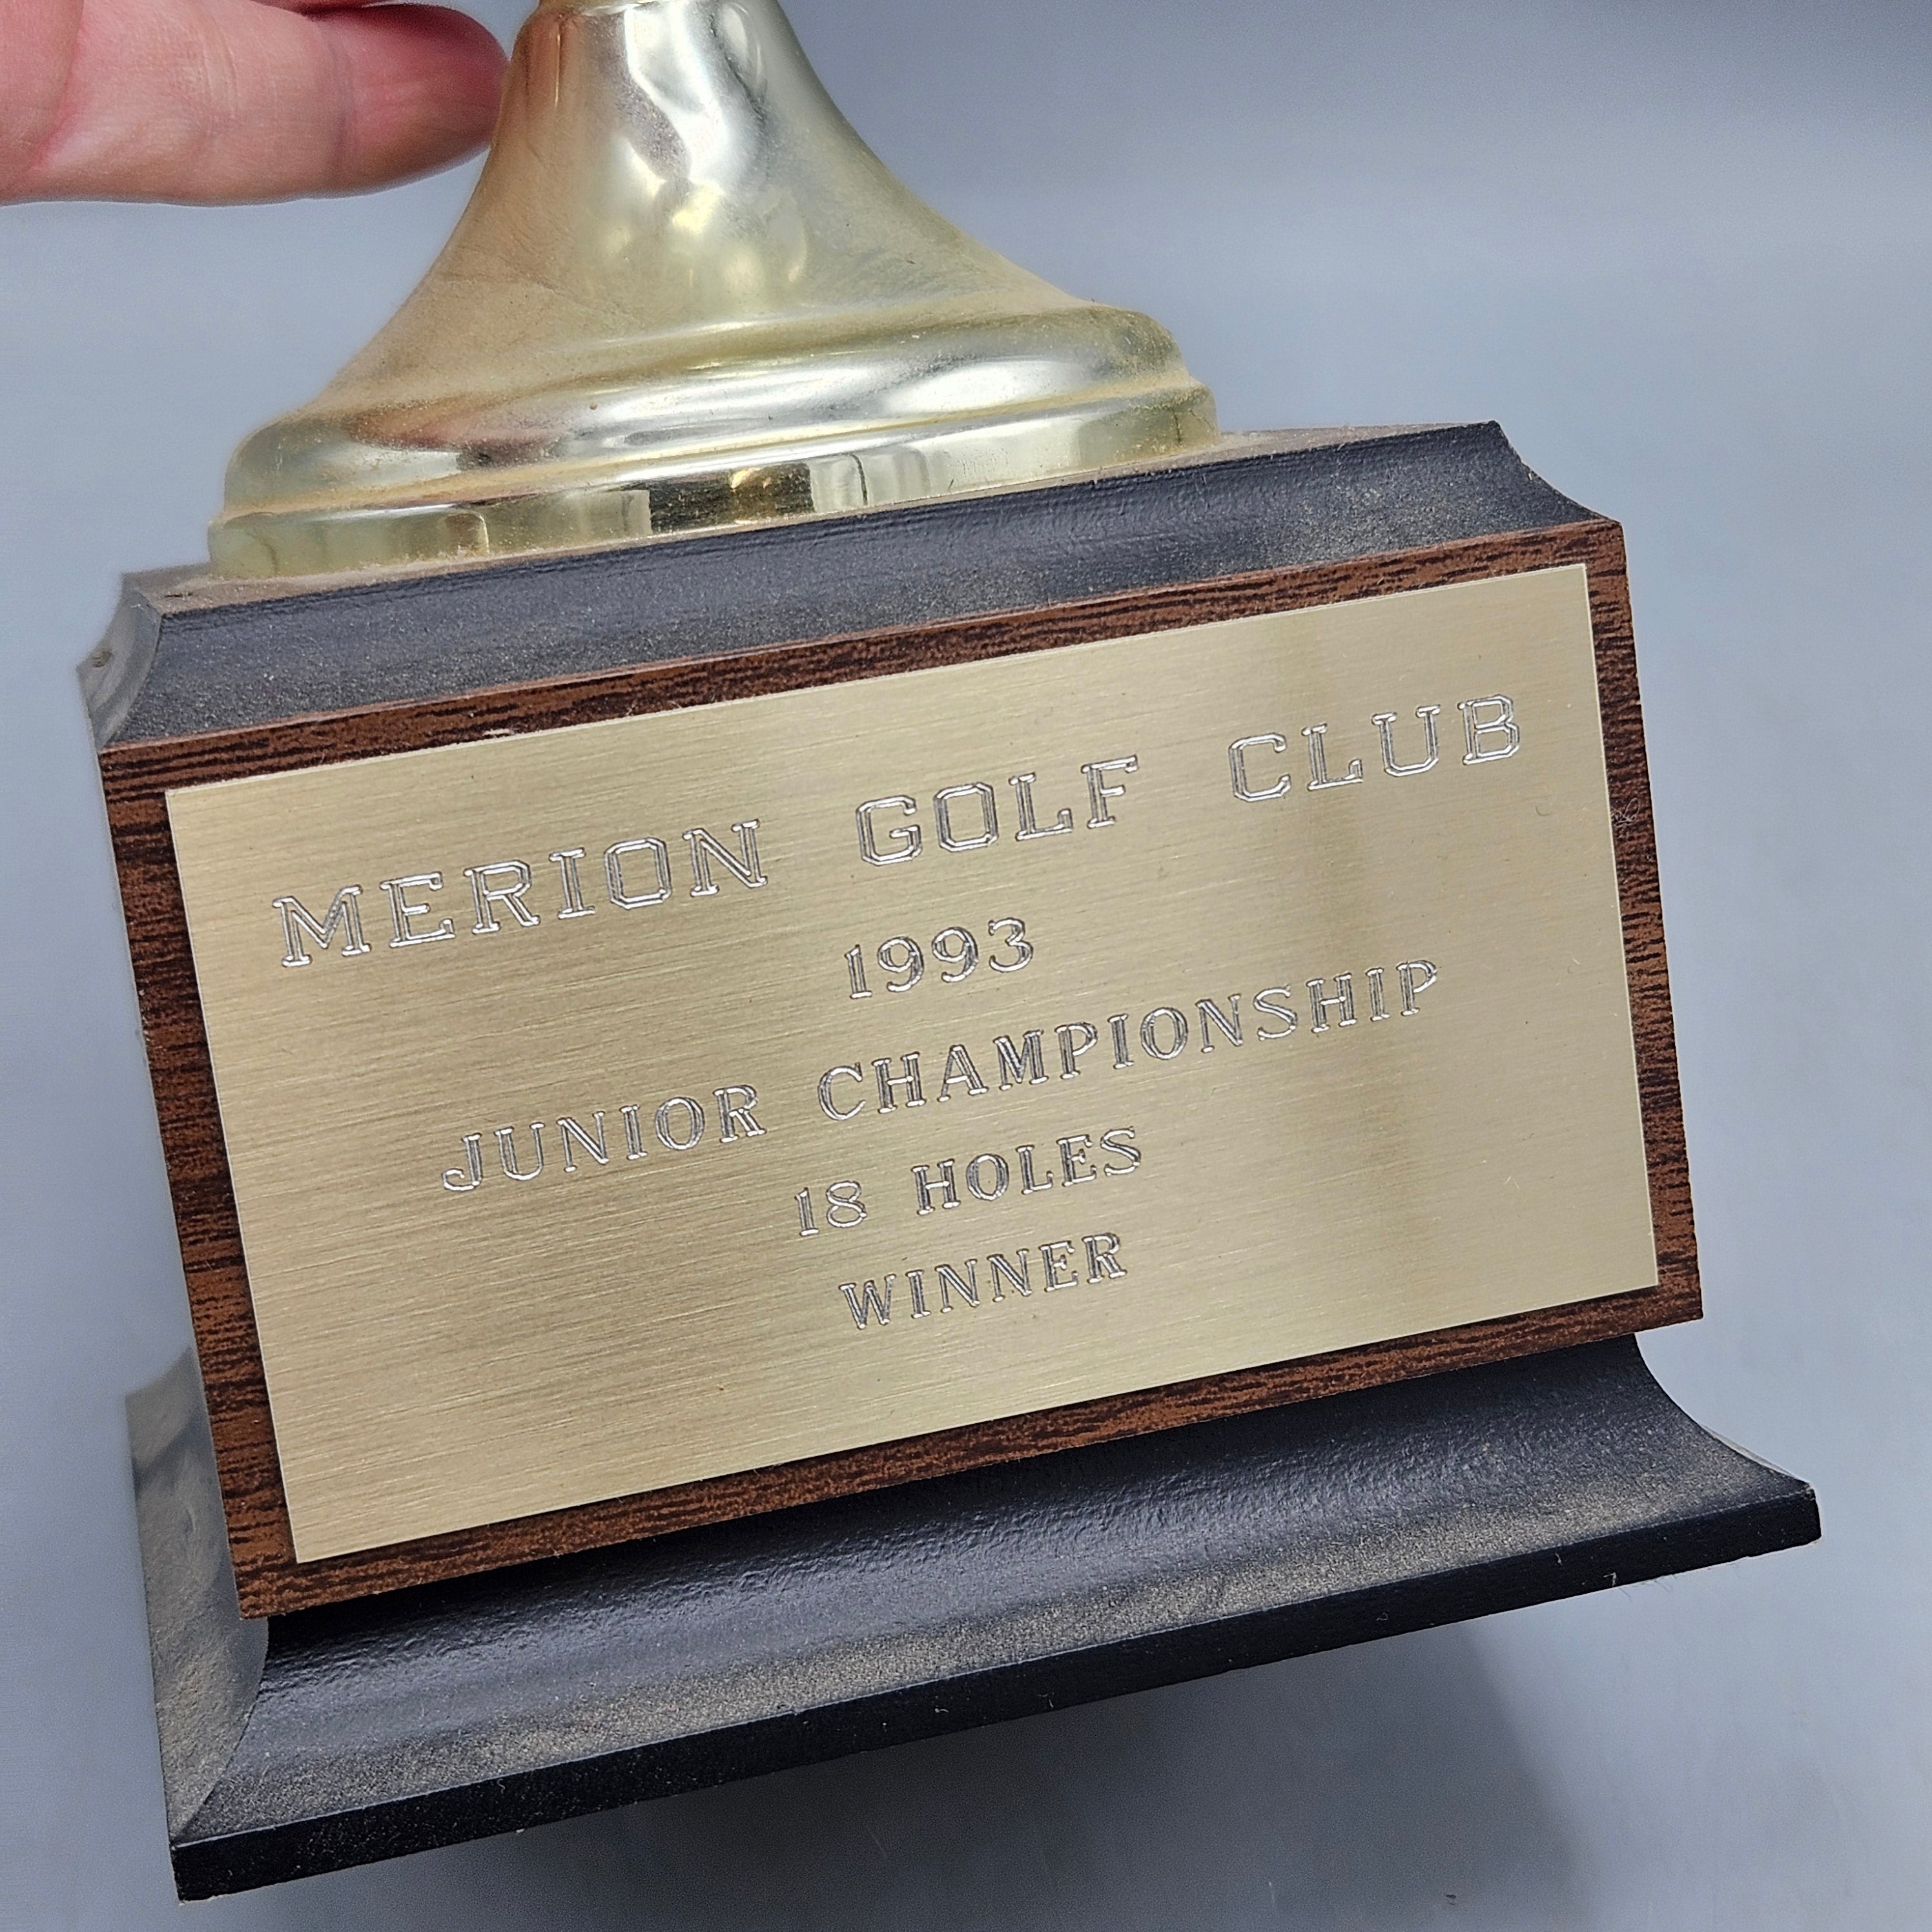 MERION GOLF CLUB
1993
JUNIOR CHAMPIONSHIP
18 HOLES
WINNER